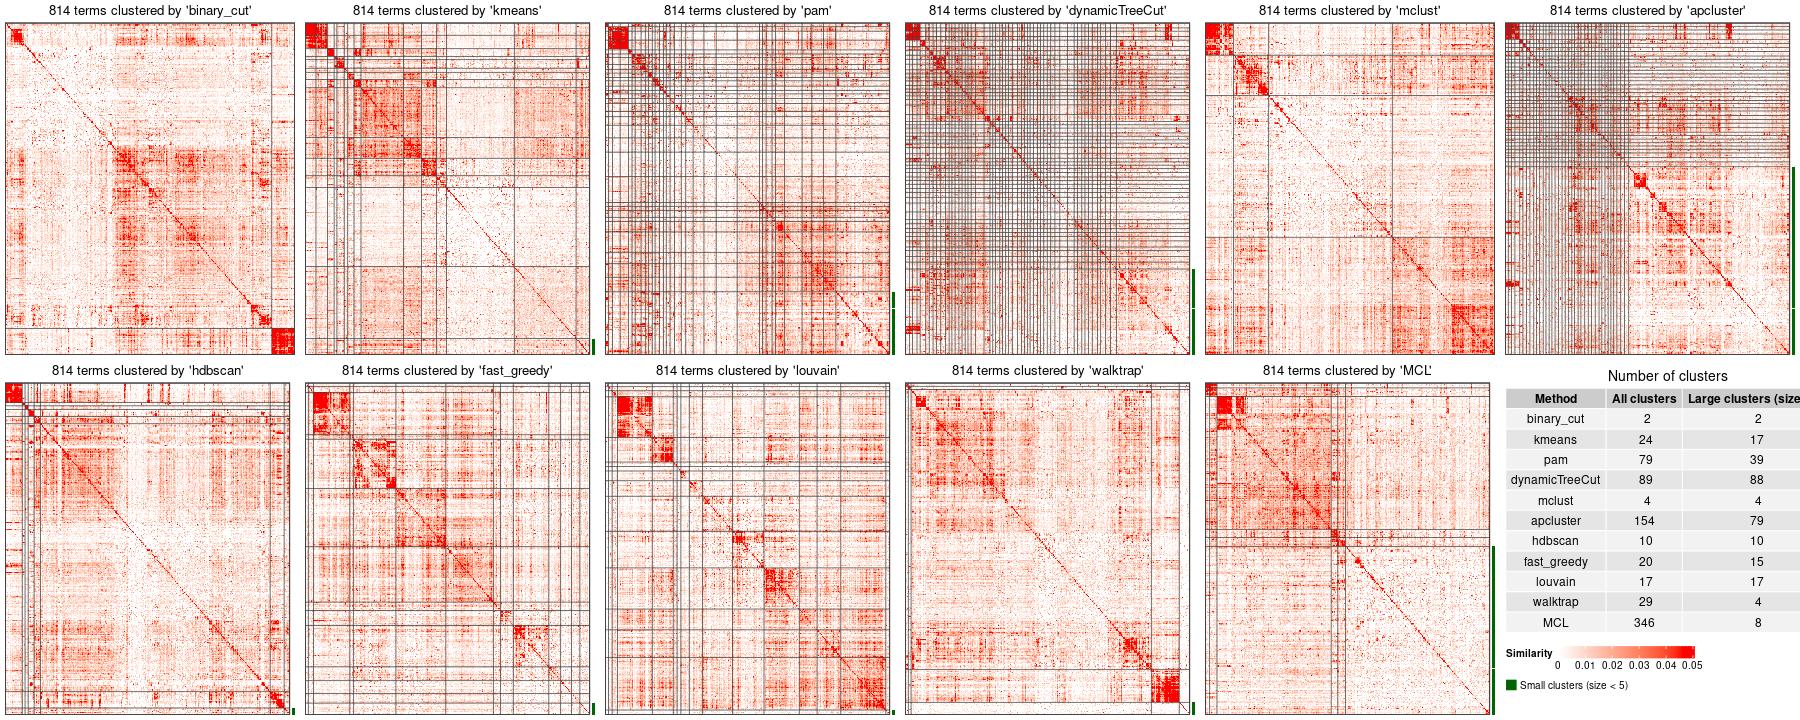 814 terms clustered by 'binary_cut'
814 terms clustered by 'kmeans'
814 terms clustered by 'pam'
814 terms clustered by 'dynamicTreeCut'
814 terms clustered by 'mclust'
814 terms clustered by 'apcluster'
814 terms clustered by 'hdbscan'
814 terms clustered by 'fast_greedy'
814 terms clustered by 'louvain'
814 terms clustered by 'walktrap'
814 terms clustered by 'MCL'
Number of clusters
Method All clusters Large clusters (size
binary_cut 2 2
kmeans 24 17
pam 79 39
dynamicTreeCut 89 88
mclust 4 4
apcluster 154 79
hdbscan 10 10
fast_greedy 20 15
louvain 17 17
walktrap 29 4
MCL 346 8
Similarity
0 0.01 0.02 0.03 0.04 0.05
Small clusters (size < 5)